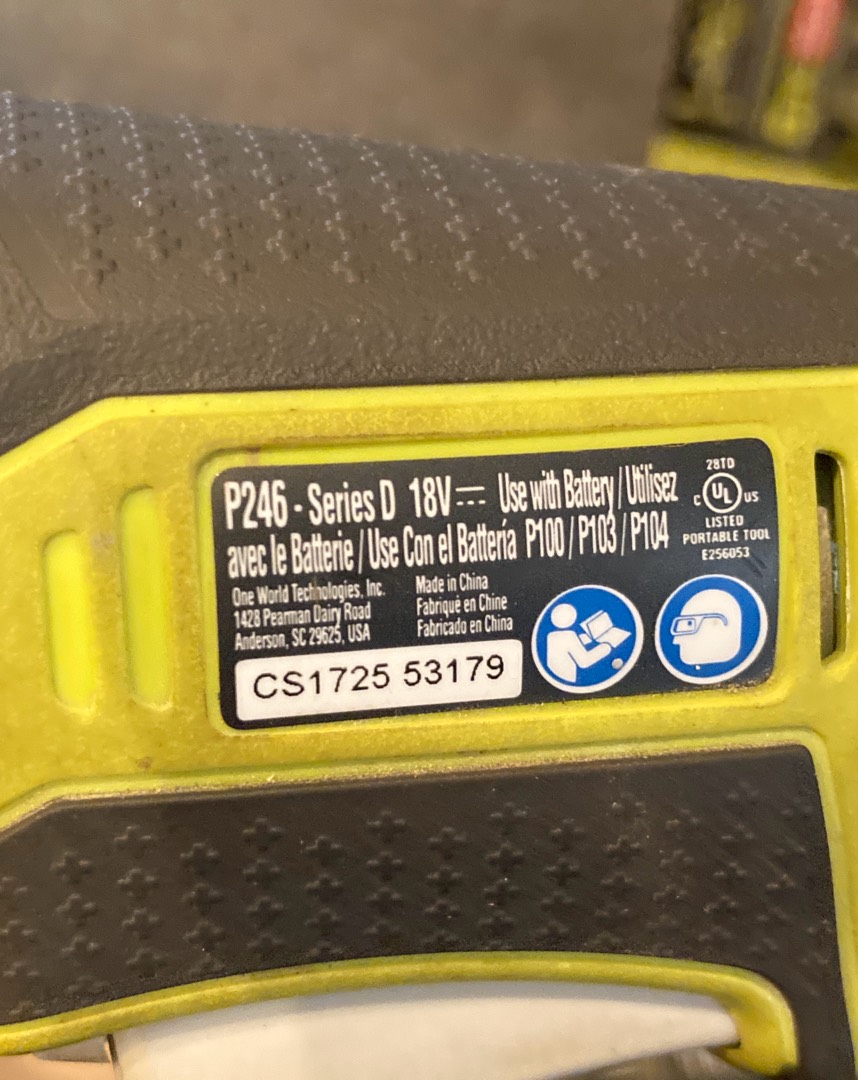 P246 - Series D 18V Use with Battery / Utilisez
avec le Batterie / Use Con el Batteria P100 / P103 / P104
One World Technologies, Inc.
1428 Pearman Dairy Road
Anderson, SC 29625, USA
Made in China
Fabriqué en Chine
Fabricado en China
CS1725 53179
28TD
C UL US
LISTED
PORTABLE TOOL
E256053